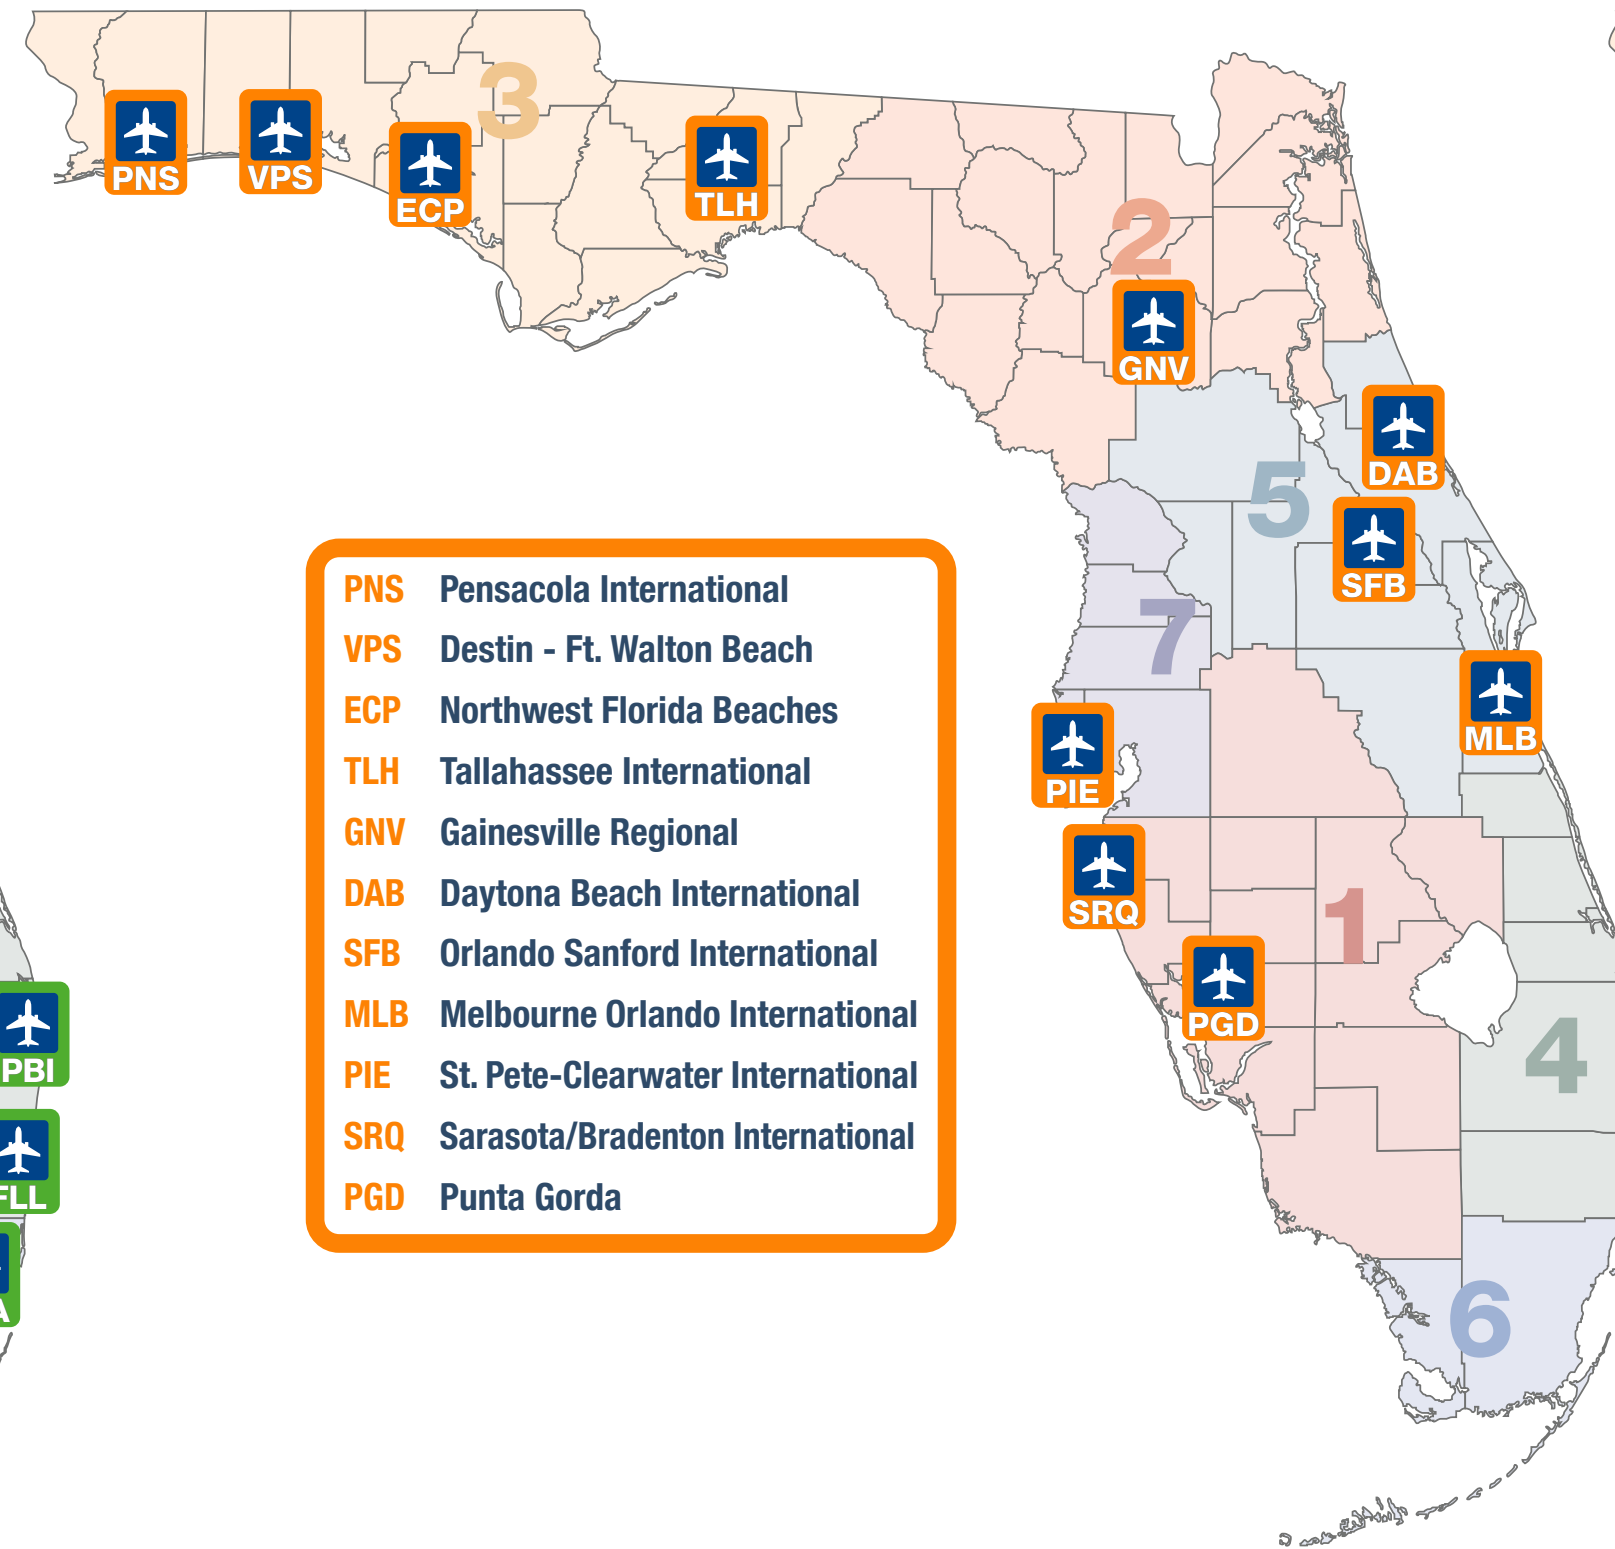 3
PNS
VPS
ECP
TLH
2
GNV
DAB
5
SFB
7
MLB
PIE
SRQ
1
PGD
4
6
PNS Pensacola International
VPS Destin - Ft. Walton Beach
ECP Northwest Florida Beaches
TLH Tallahassee International
GNV Gainesville Regional
DAB Daytona Beach International
SFB Orlando Sanford International
MLB Melbourne Orlando International
PIE St. Pete-Clearwater International
SRQ Sarasota/Bradenton International
PGD Punta Gorda
PBI
FLL
A